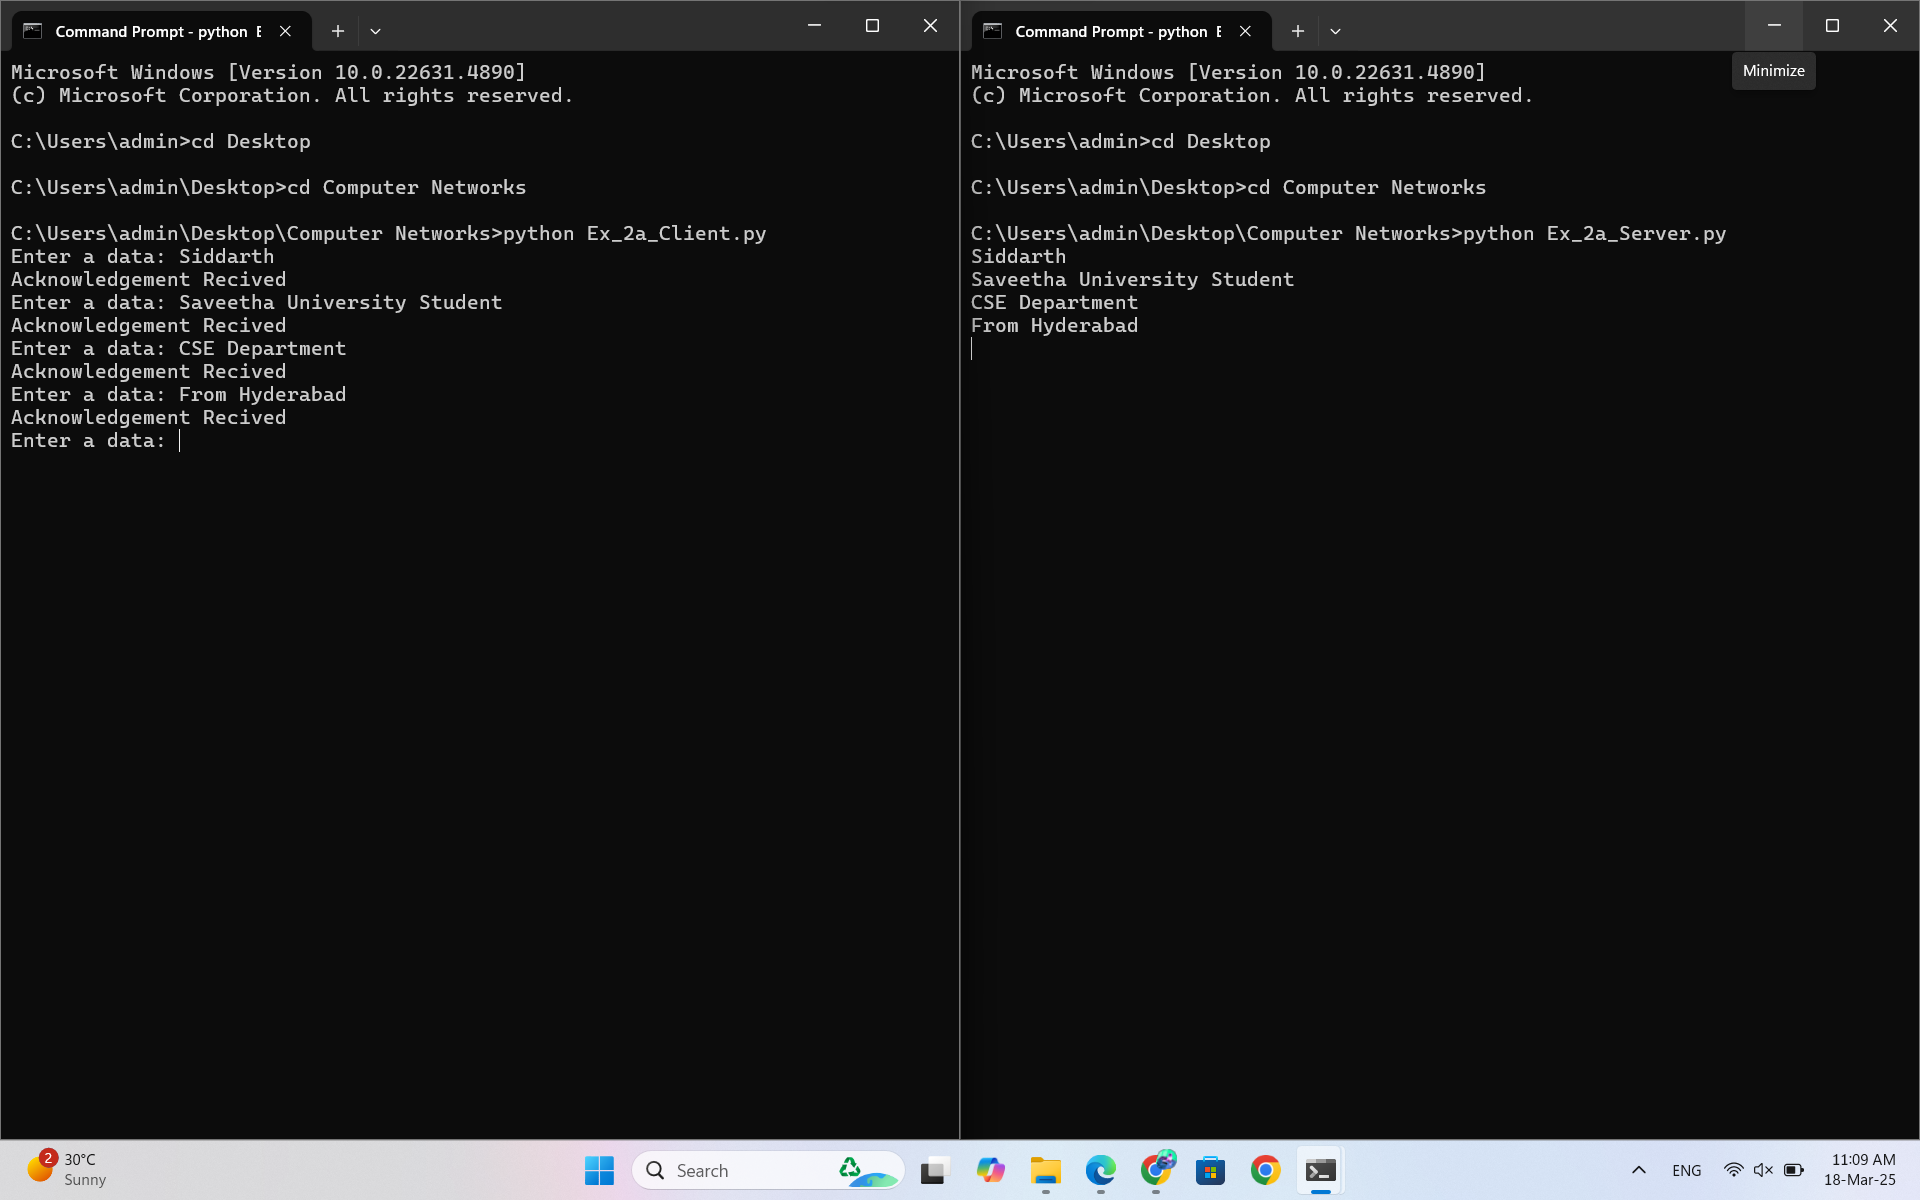 Command Prompt - python E
Microsoft Windows [Version 10.0.22631.4890]
(c) Microsoft Corporation. All rights reserved.
C:\Users\admin>cd Desktop
C:\Users\admin\Desktop>cd Computer Networks
C:\Users\admin\Desktop\Computer Networks>python Ex_2a_Client.py
Enter a data: Siddarth
Acknowledgement Recived
Enter a data: Saveetha University Student
Acknowledgement Recived
Enter a data: CSE Department
Acknowledgement Recived
Enter a data: From Hyderabad
Acknowledgement Recived
Enter a data:
Command Prompt - python E
Minimize
Microsoft Windows [Version 10.0.22631.4890]
(c) Microsoft Corporation. All rights reserved.
C:\Users\admin>cd Desktop
C:\Users\admin\Desktop>cd Computer Networks
C:\Users\admin\Desktop\Computer Networks>python Ex_2a_Server.py
Siddarth
Saveetha University Student
CSE Department
From Hyderabad
2
30°C
Sunny
Search
ENG
11:09 AM
18-Mar-25